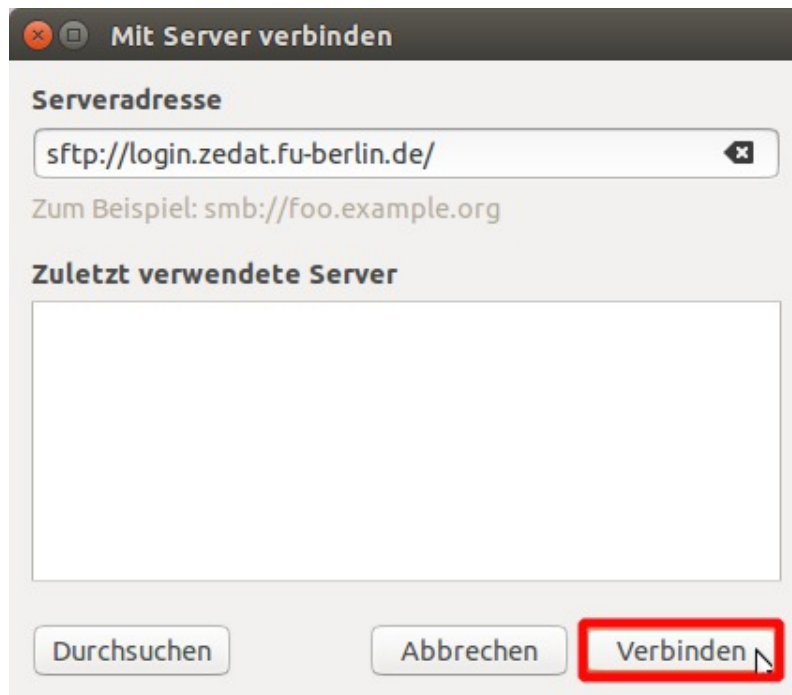 Mit Server verbinden
Serveradresse
sftp://login.zedat.fu-berlin.de/
Zum Beispiel: smb://foo.example.org
Zuletzt verwendete Server
Durchsuchen Abbrechen Verbinden